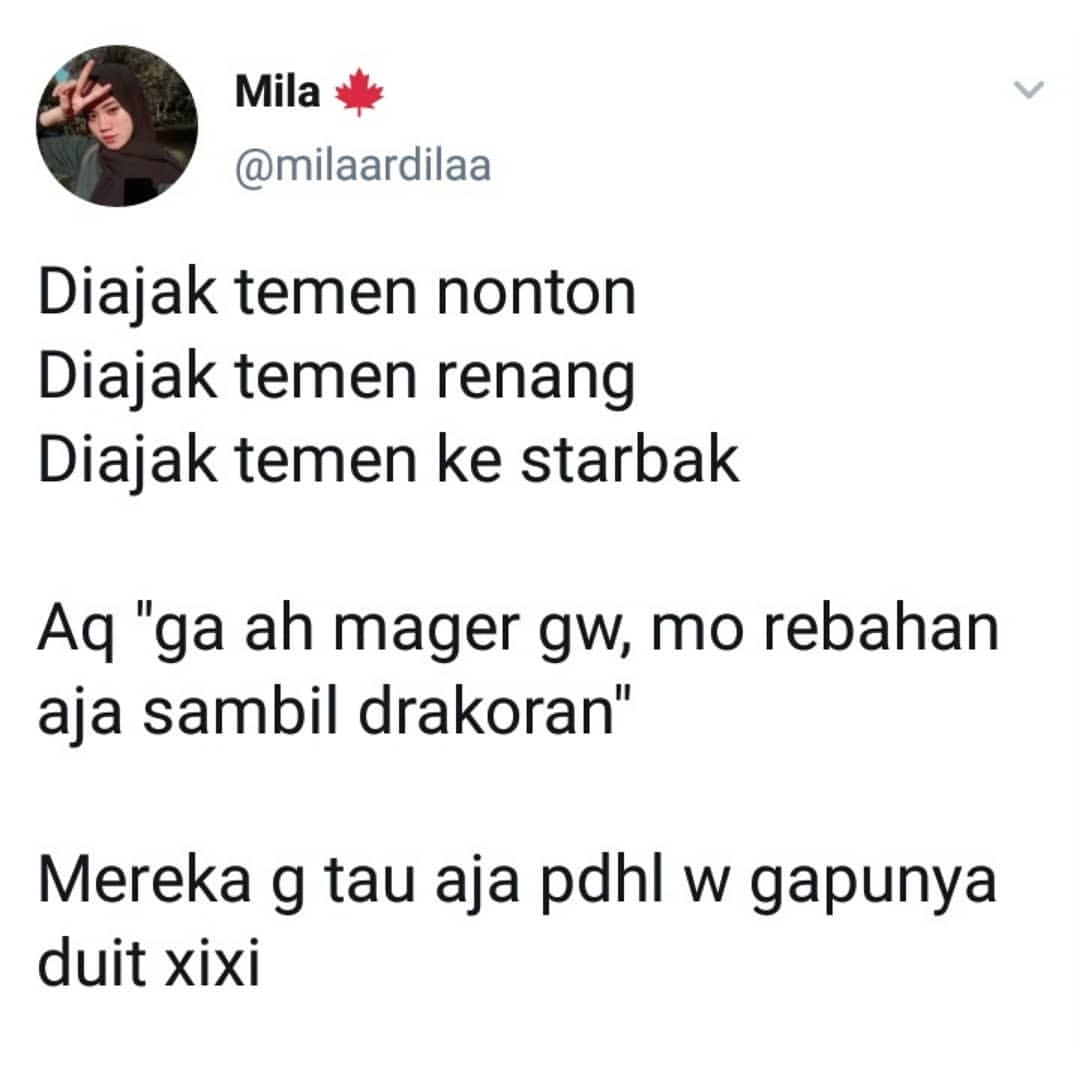 Mila 🍁
@milaardilaa
Diajak temen nonton
Diajak temen renang
Diajak temen ke starbak
Aq "ga ah mager gw, mo rebahan
aja sambil drakoran"
Mereka g tau aja pdhl w gapunya
duit xixi